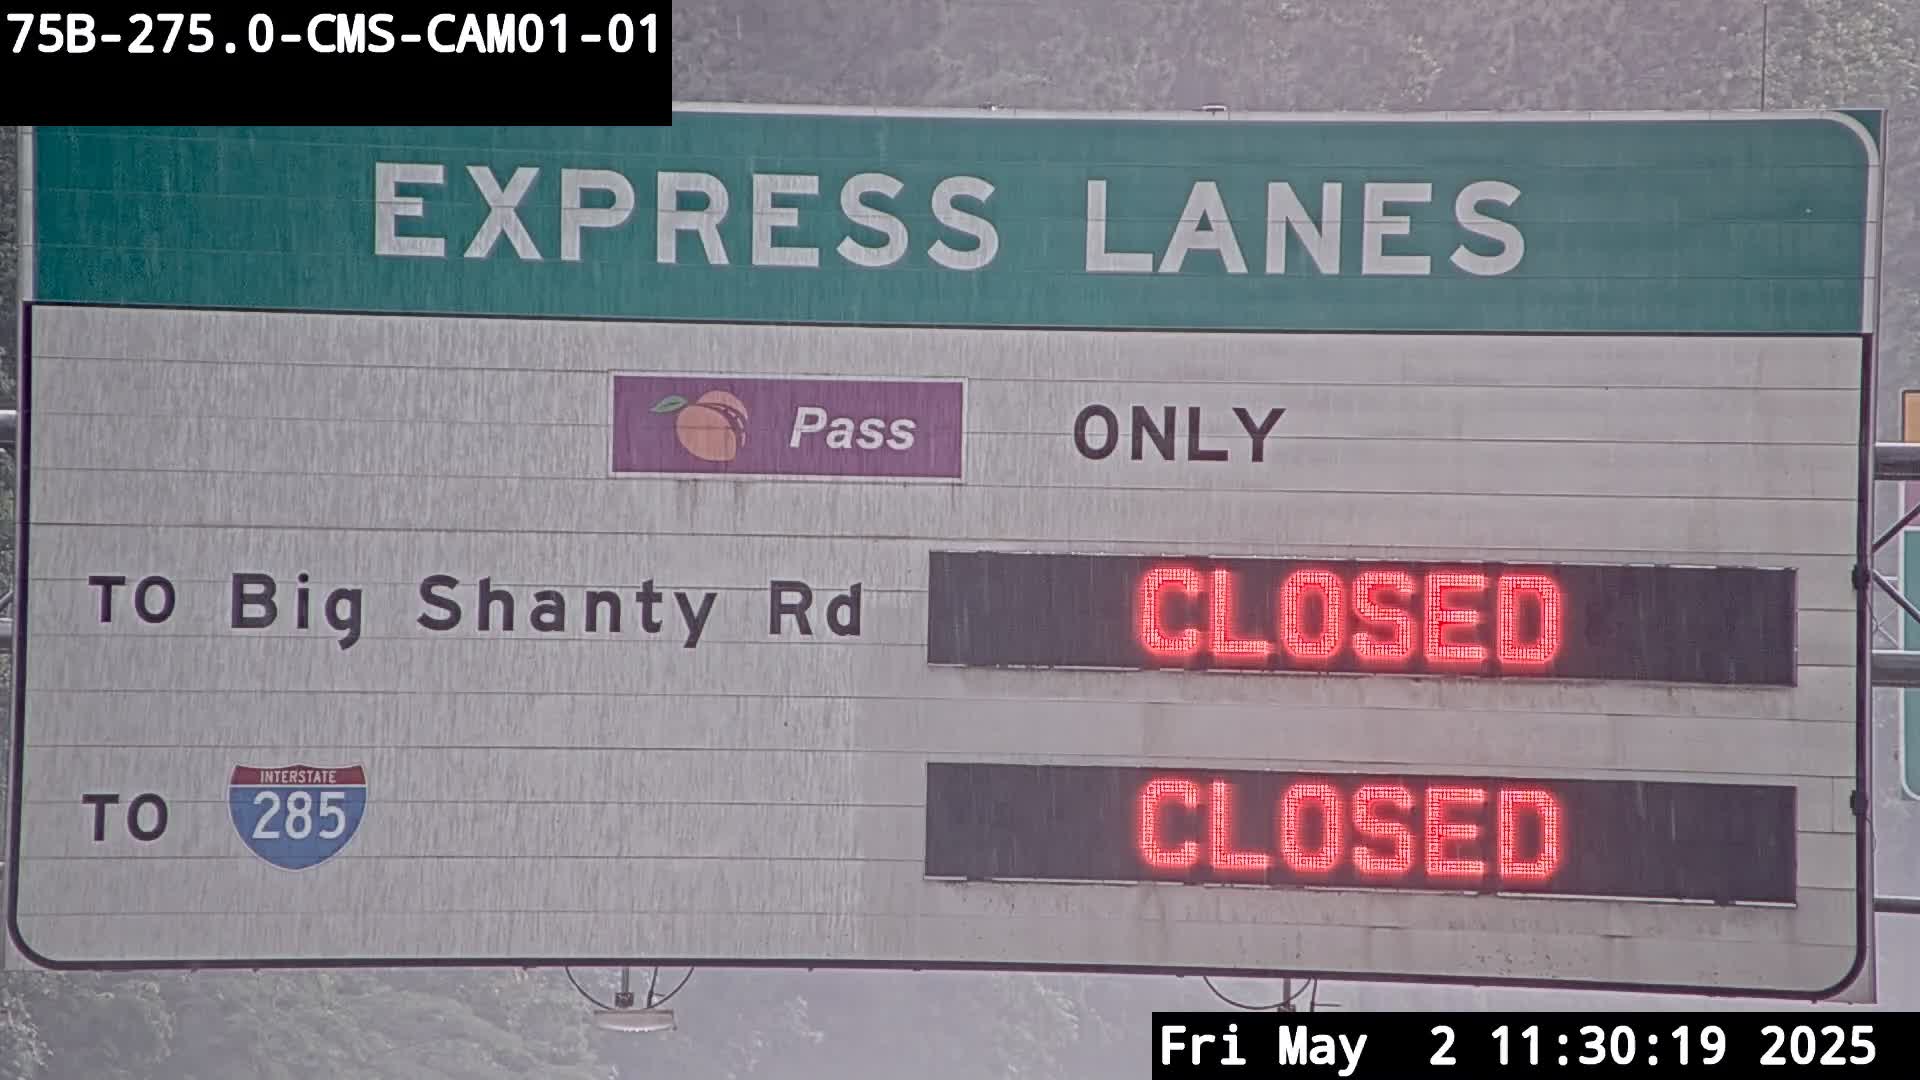 75B-275.0-CMS-CAM01-01
EXPRESS LANES
Pass ONLY
TO Big Shanty Rd CLOSED
TO INTERSTATE 285 CLOSED
Fri May 2 11:30:19 2025